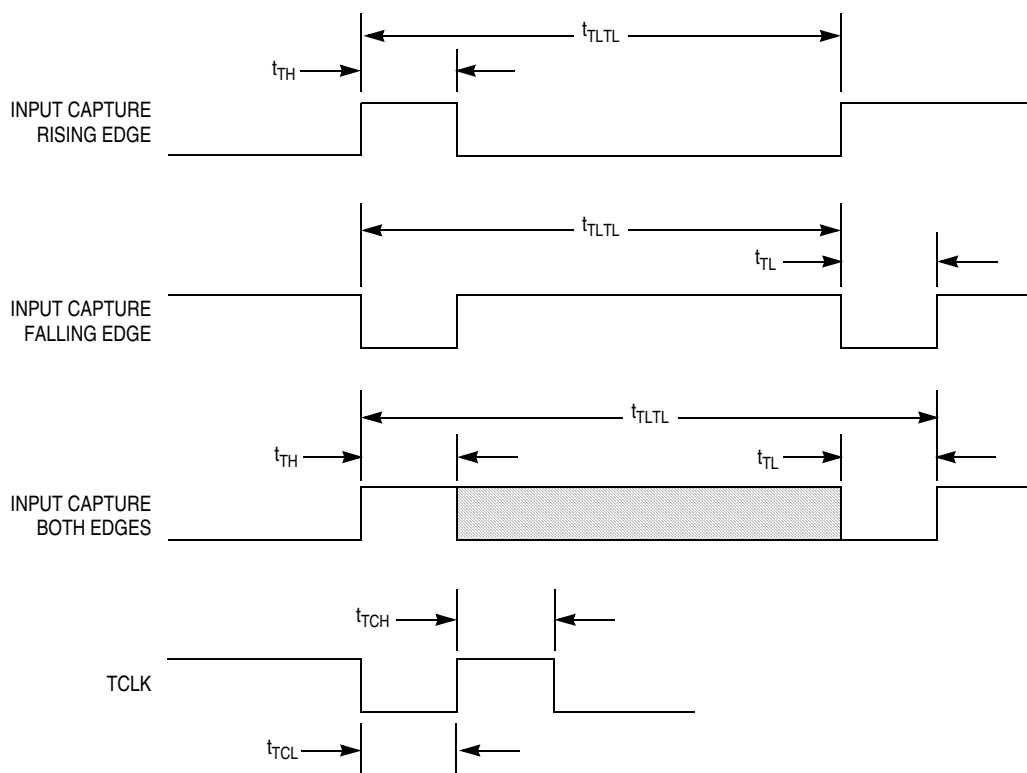 tTLTL
tTH
INPUT CAPTURE
RISING EDGE
tTLTL
tTL
INPUT CAPTURE
FALLING EDGE
tTLTL
tTH
tTL
INPUT CAPTURE
BOTH EDGES
tTCH
TCLK
tTCL